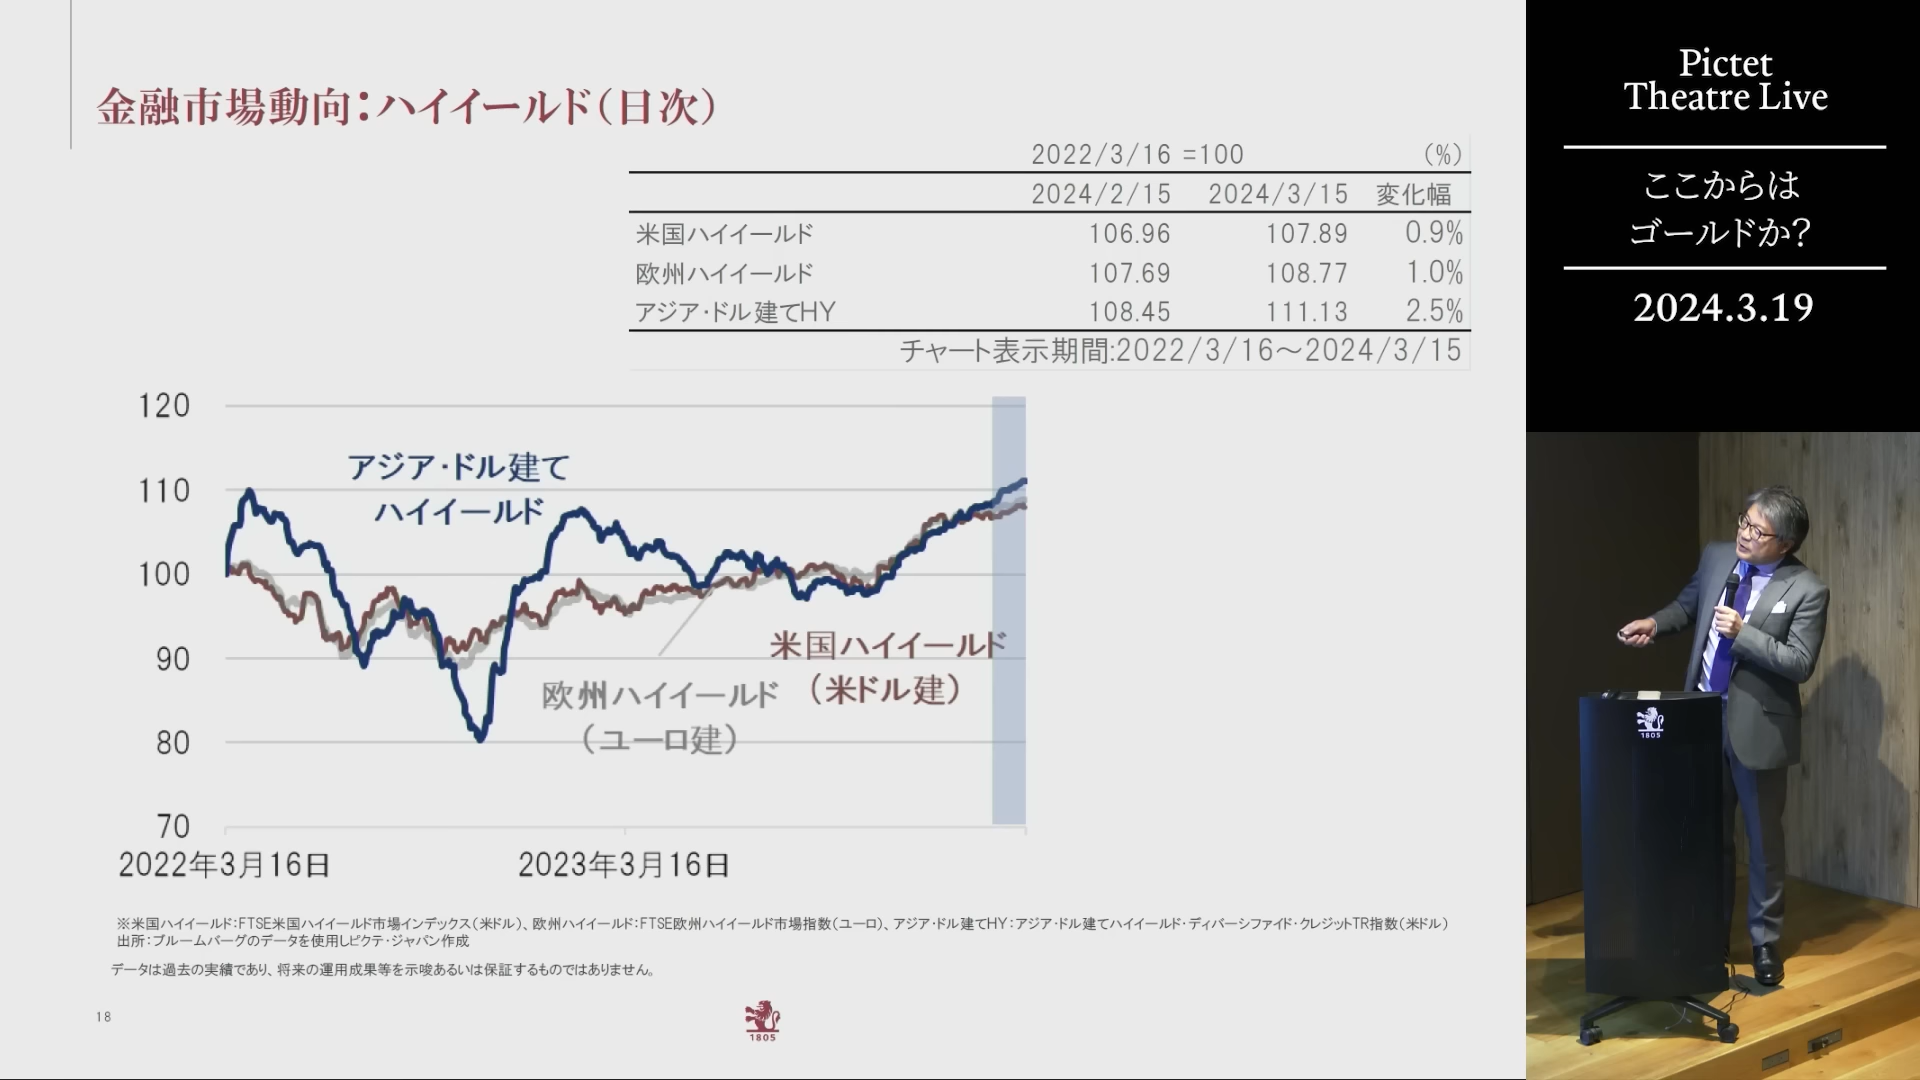 金融市場動向：ハイイールド（日次）
2022/3/16 =100 （%）
2024/2/15 2024/3/15 変化幅
米国ハイイールド 106.96 107.89 0.9%
欧州ハイイールド 107.69 108.77 1.0%
アジア・ドル建てHY 108.45 111.13 2.5%
チャート表示期間:2022/3/16～2024/3/15
120
110
100
90
80
70
アジア・ドル建て
ハイイールド
米国ハイイールド
（米ドル建）
欧州ハイイールド
（ユーロ建）
2022年3月16日 2023年3月16日
※米国ハイイールド：FTSE米国ハイイールド市場インデックス（米ドル）、欧州ハイイールド：FTSE欧州ハイイールド市場指数（ユーロ）、アジア・ドル建てHY：アジア・ドル建てハイイールド・ディバーシファイド・クレジットTR指数（米ドル）
出所：ブルームバーグのデータを使用しピクテ・ジャパン作成
データは過去の実績であり、将来の運用成果等を示唆あるいは保証するものではありません。
18
1805
Pictet
Theatre Live
ここからは
ゴールドか？
2024.3.19
1805